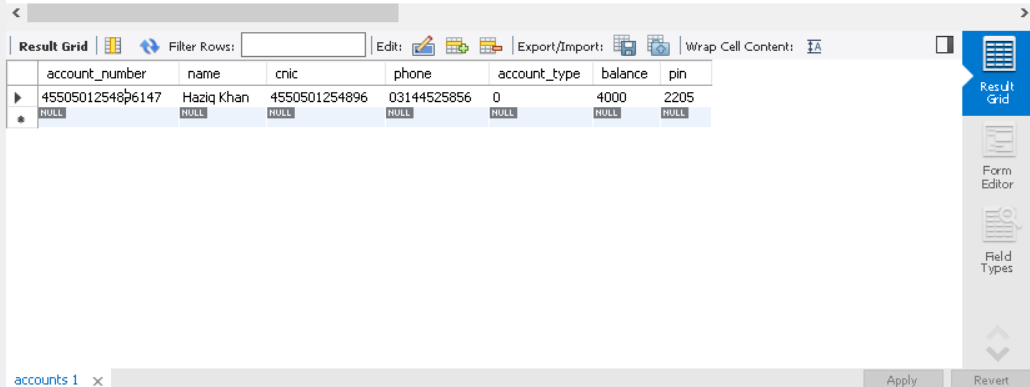 Result Grid Filter Rows: Edit: Export/Import: Wrap Cell Content: IA
Result Grid
account_number name cnic phone account_type balance pin
4550501254896147 Haziq Khan 4550501254896 03144525856 0 4000 2205
NULL NULL NULL NULL NULL NULL NULL
Form Editor
Field Types
accounts 1 Apply Revert